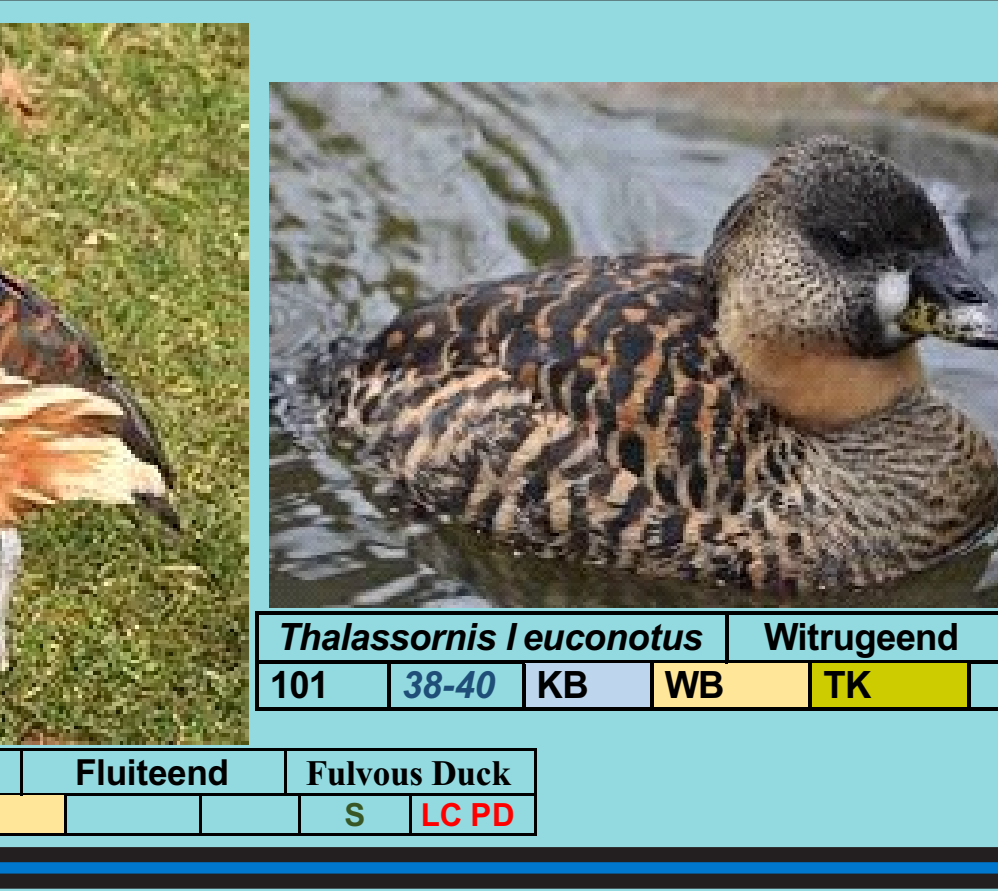 Thalassornis l euconotus Witrugeend
101 38-40 KB WB TK
Fluiteend Fulvous Duck
S LC PD